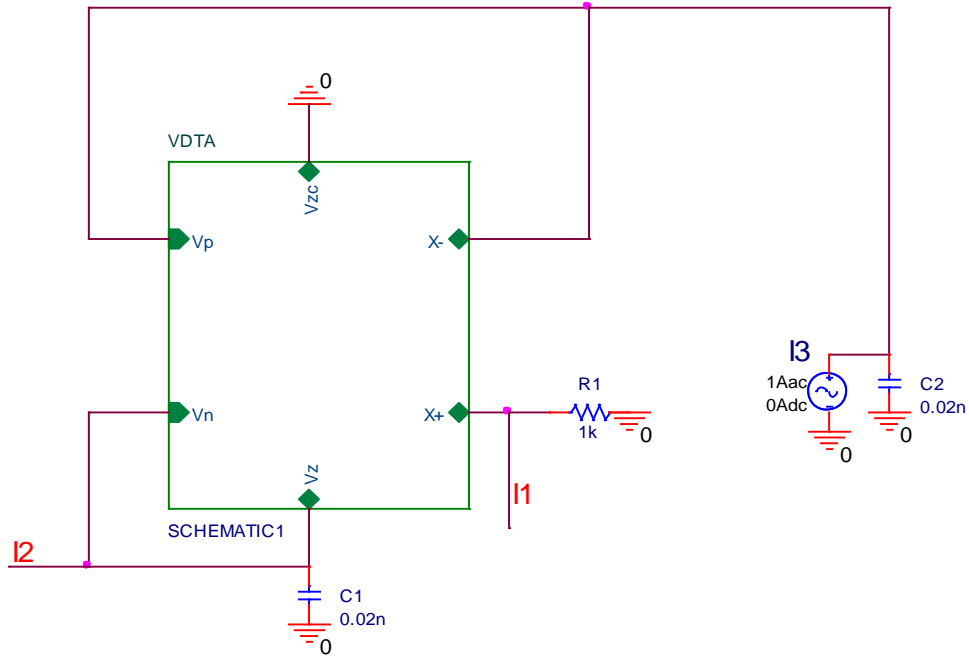 0
VDTA
Vzc
Vp
X-
I3
1Aac
0Adc
C2
0.02n
R1
1k
0
Vn
X+
0
0
Vz
I1
SCHEMATIC1
I2
C1
0.02n
0